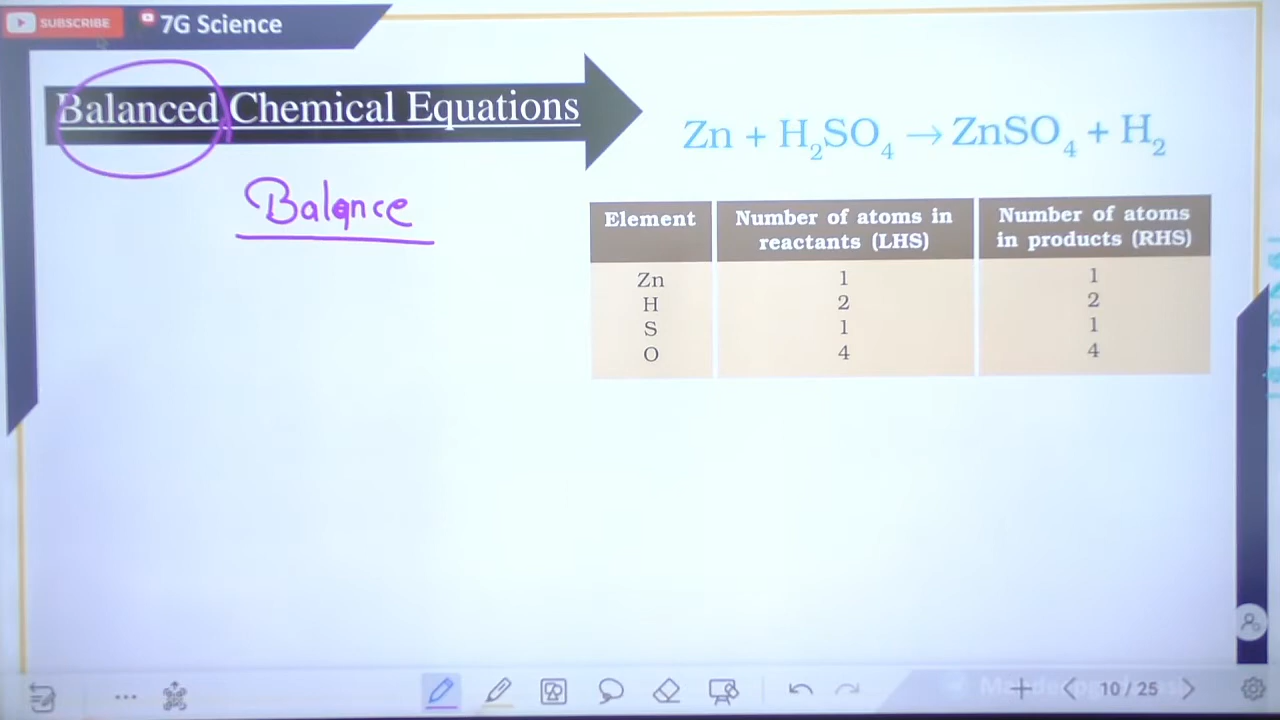 SUBSCRIBE
7G Science
Balanced Chemical Equations
Zn + H₂SO₄ → ZnSO₄ + H₂
Balance
Element Number of atoms in reactants (LHS) Number of atoms in products (RHS)
Zn 1 1
H 2 2
S 1 1
O 4 4
10 / 25